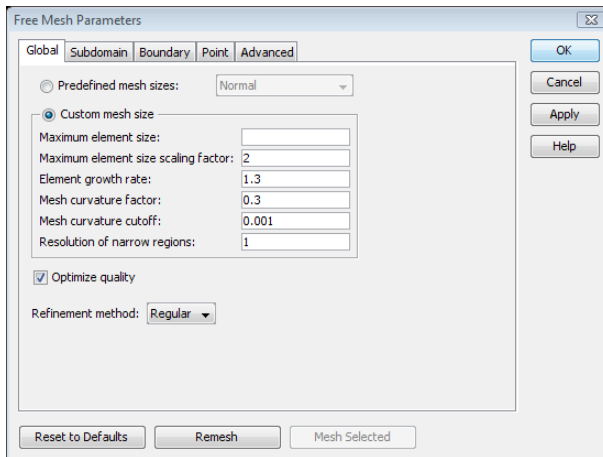 Free Mesh Parameters
Global Subdomain Boundary Point Advanced
Predefined mesh sizes: Normal
Custom mesh size
Maximum element size:
Maximum element size scaling factor: 2
Element growth rate: 1.3
Mesh curvature factor: 0.3
Mesh curvature cutoff: 0.001
Resolution of narrow regions: 1
Optimize quality
Refinement method: Regular
Reset to Defaults Remesh Mesh Selected
OK
Cancel
Apply
Help